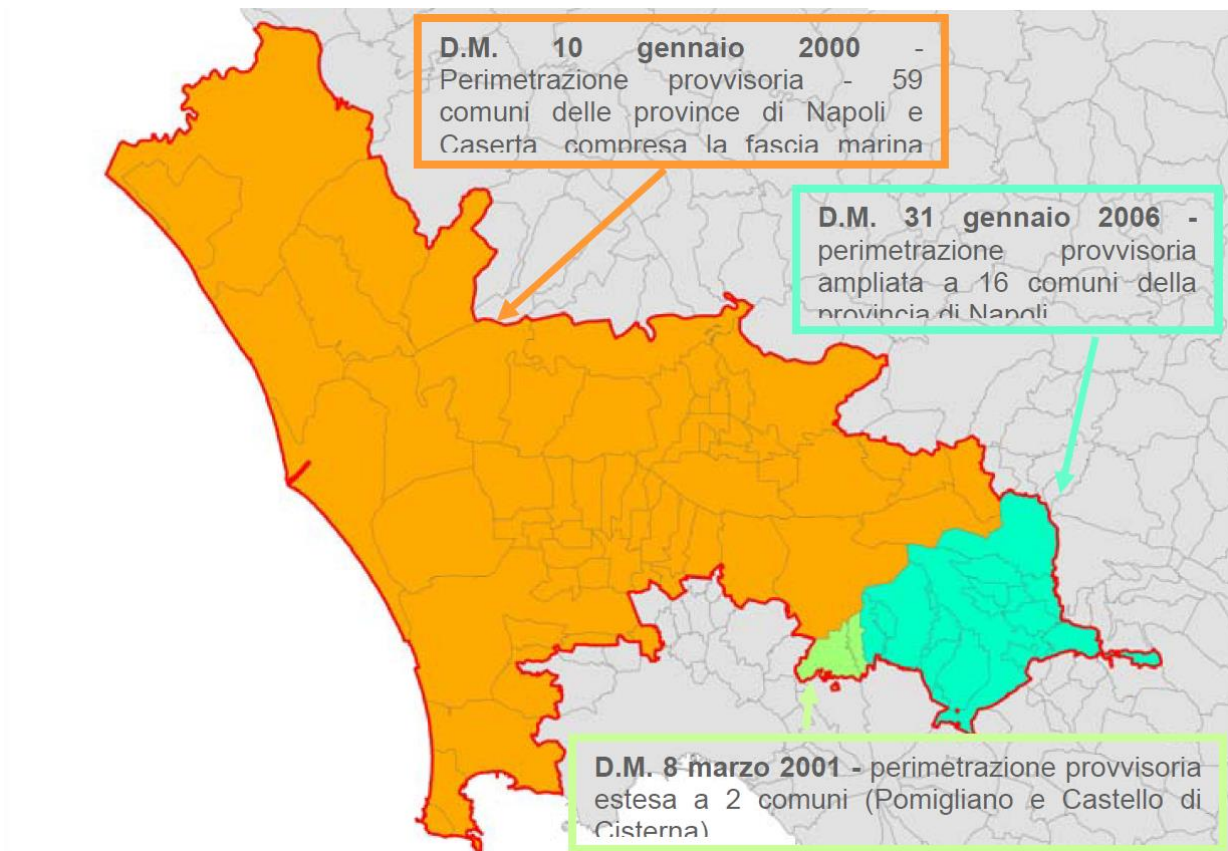 D.M. 10 gennaio 2000 -
Perimetrazione provvisoria - 59
comuni delle province di Napoli e
Caserta compresa la fascia marina
D.M. 31 gennaio 2006 -
perimetrazione provvisoria
ampliata a 16 comuni della
provincia di Napoli
D.M. 8 marzo 2001 - perimetrazione provvisoria
estesa a 2 comuni (Pomigliano e Castello di
Cisterna)